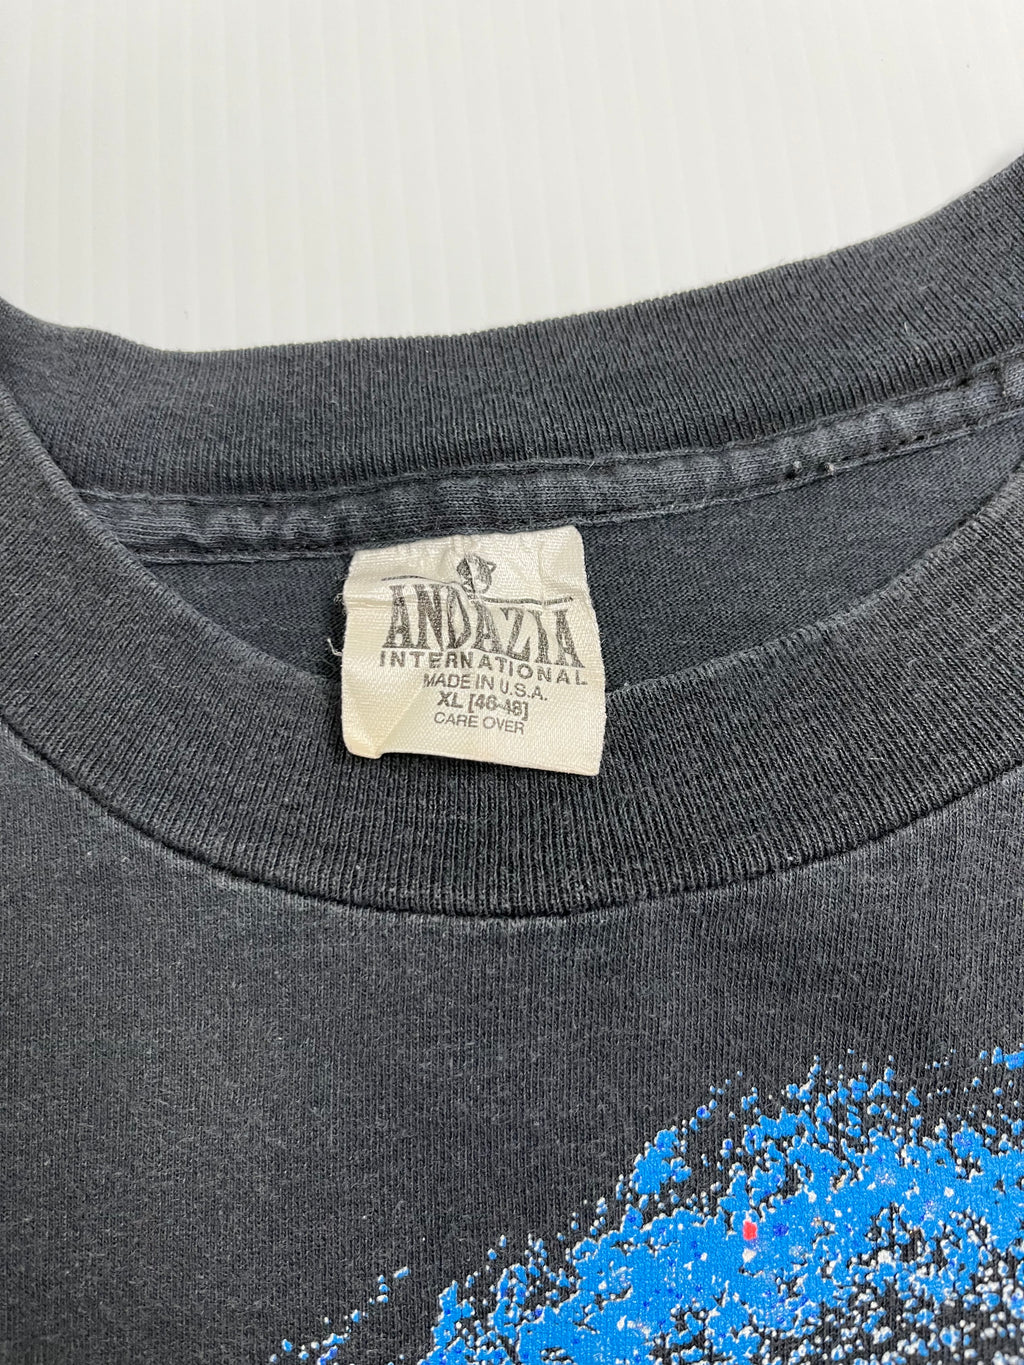 ANDAZIA
INTERNATIONAL
MADE IN U.S.A.
XL [46-48]
CARE OVER